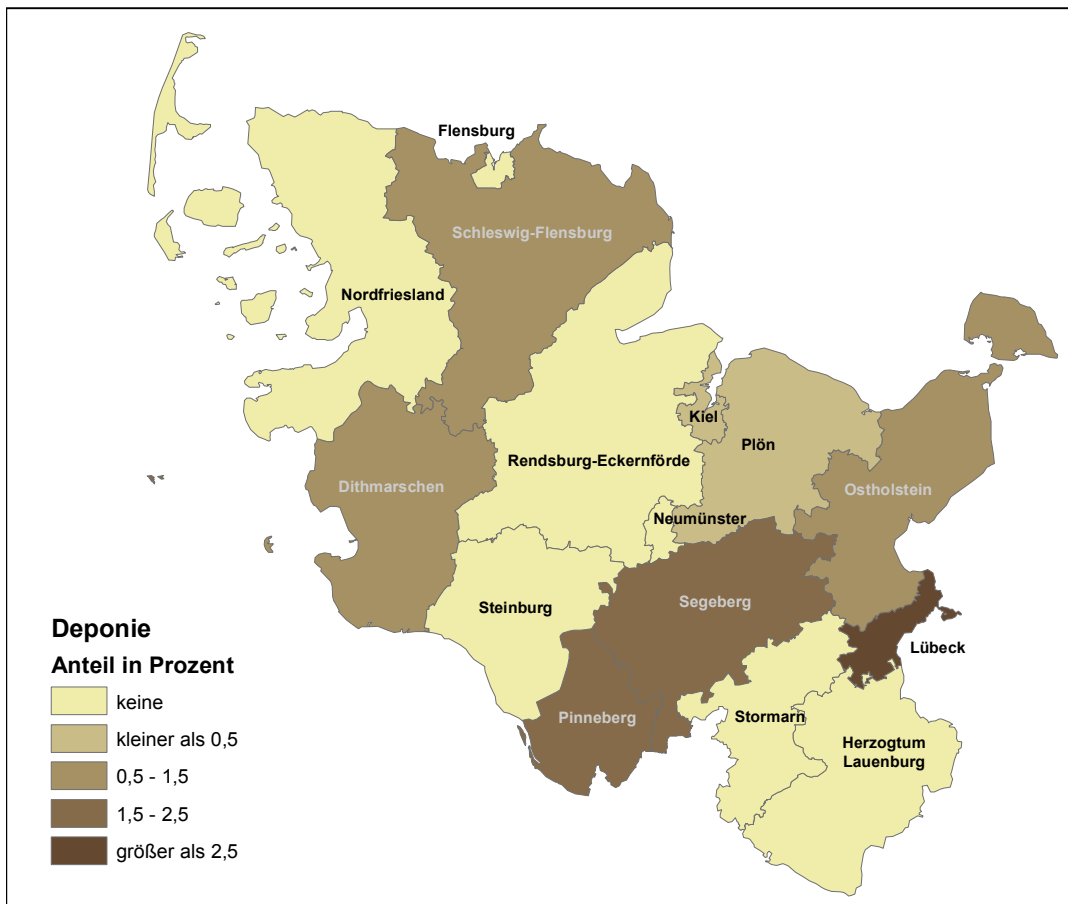 Flensburg
Schleswig-Flensburg
Nordfriesland
Kiel
Plön
Rendsburg-Eckernförde
Dithmarschen
Ostholstein
Neumünster
Steinburg
Segeberg
Lübeck
Pinneberg
Stormarn
Herzogtum
Lauenburg
Deponie
Anteil in Prozent
keine
kleiner als 0,5
0,5 - 1,5
1,5 - 2,5
größer als 2,5